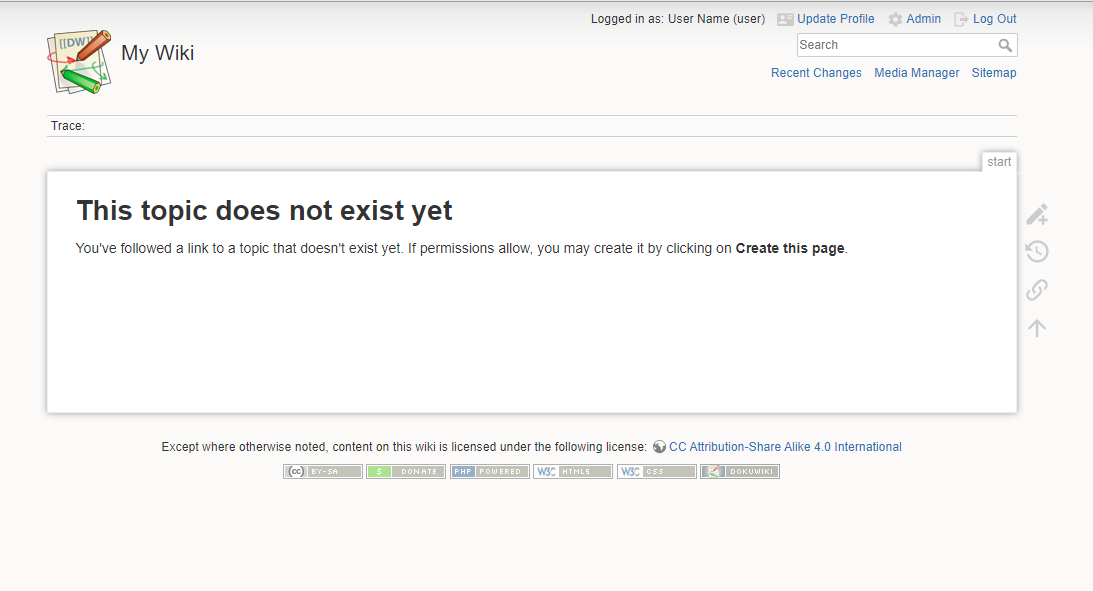 Logged in as: User Name (user) Update Profile Admin Log Out
[[DW]]
My Wiki
Search
Recent Changes Media Manager Sitemap
Trace:
start
This topic does not exist yet
You've followed a link to a topic that doesn't exist yet. If permissions allow, you may create it by clicking on Create this page.
Except where otherwise noted, content on this wiki is licensed under the following license: CC Attribution-Share Alike 4.0 International
(cc) BY-SA $ DONATE PHP POWERED W3C HTML5 W3C CSS DOKUWIKI